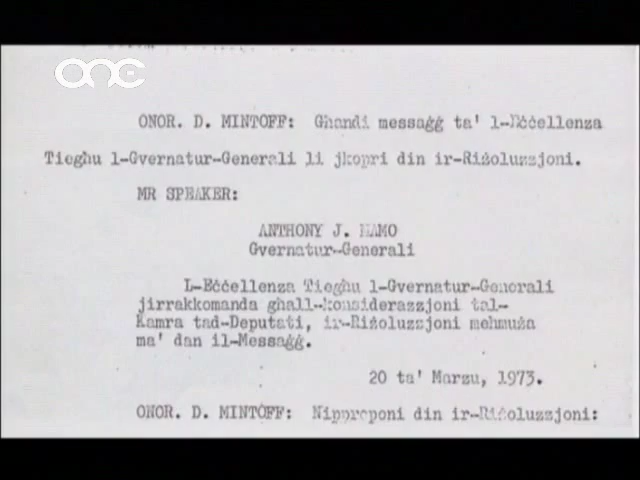 one
ONOR. D. MINTOFF: Għandi messaġġ ta' l-Eċċellenza
Tiegħu l-Gvernatur-Ġenerali li jkopri din ir-Riżoluzzjoni.
MR SPEAKER:
ANTHONY J. MAMO
Gvernatur-Ġenerali
L-Eċċellenza Tiegħu l-Gvernatur-Ġenerali
jirrakkomanda għall-konsiderazzjoni tal-
Kamra tad-Deputati, ir-Riżoluzzjoni mehmuża
ma' dan il-Messaġġ.
20 ta' Marzu, 1973.
ONOR. D. MINTOFF: Nipproponi din ir-Riżoluzzjoni: